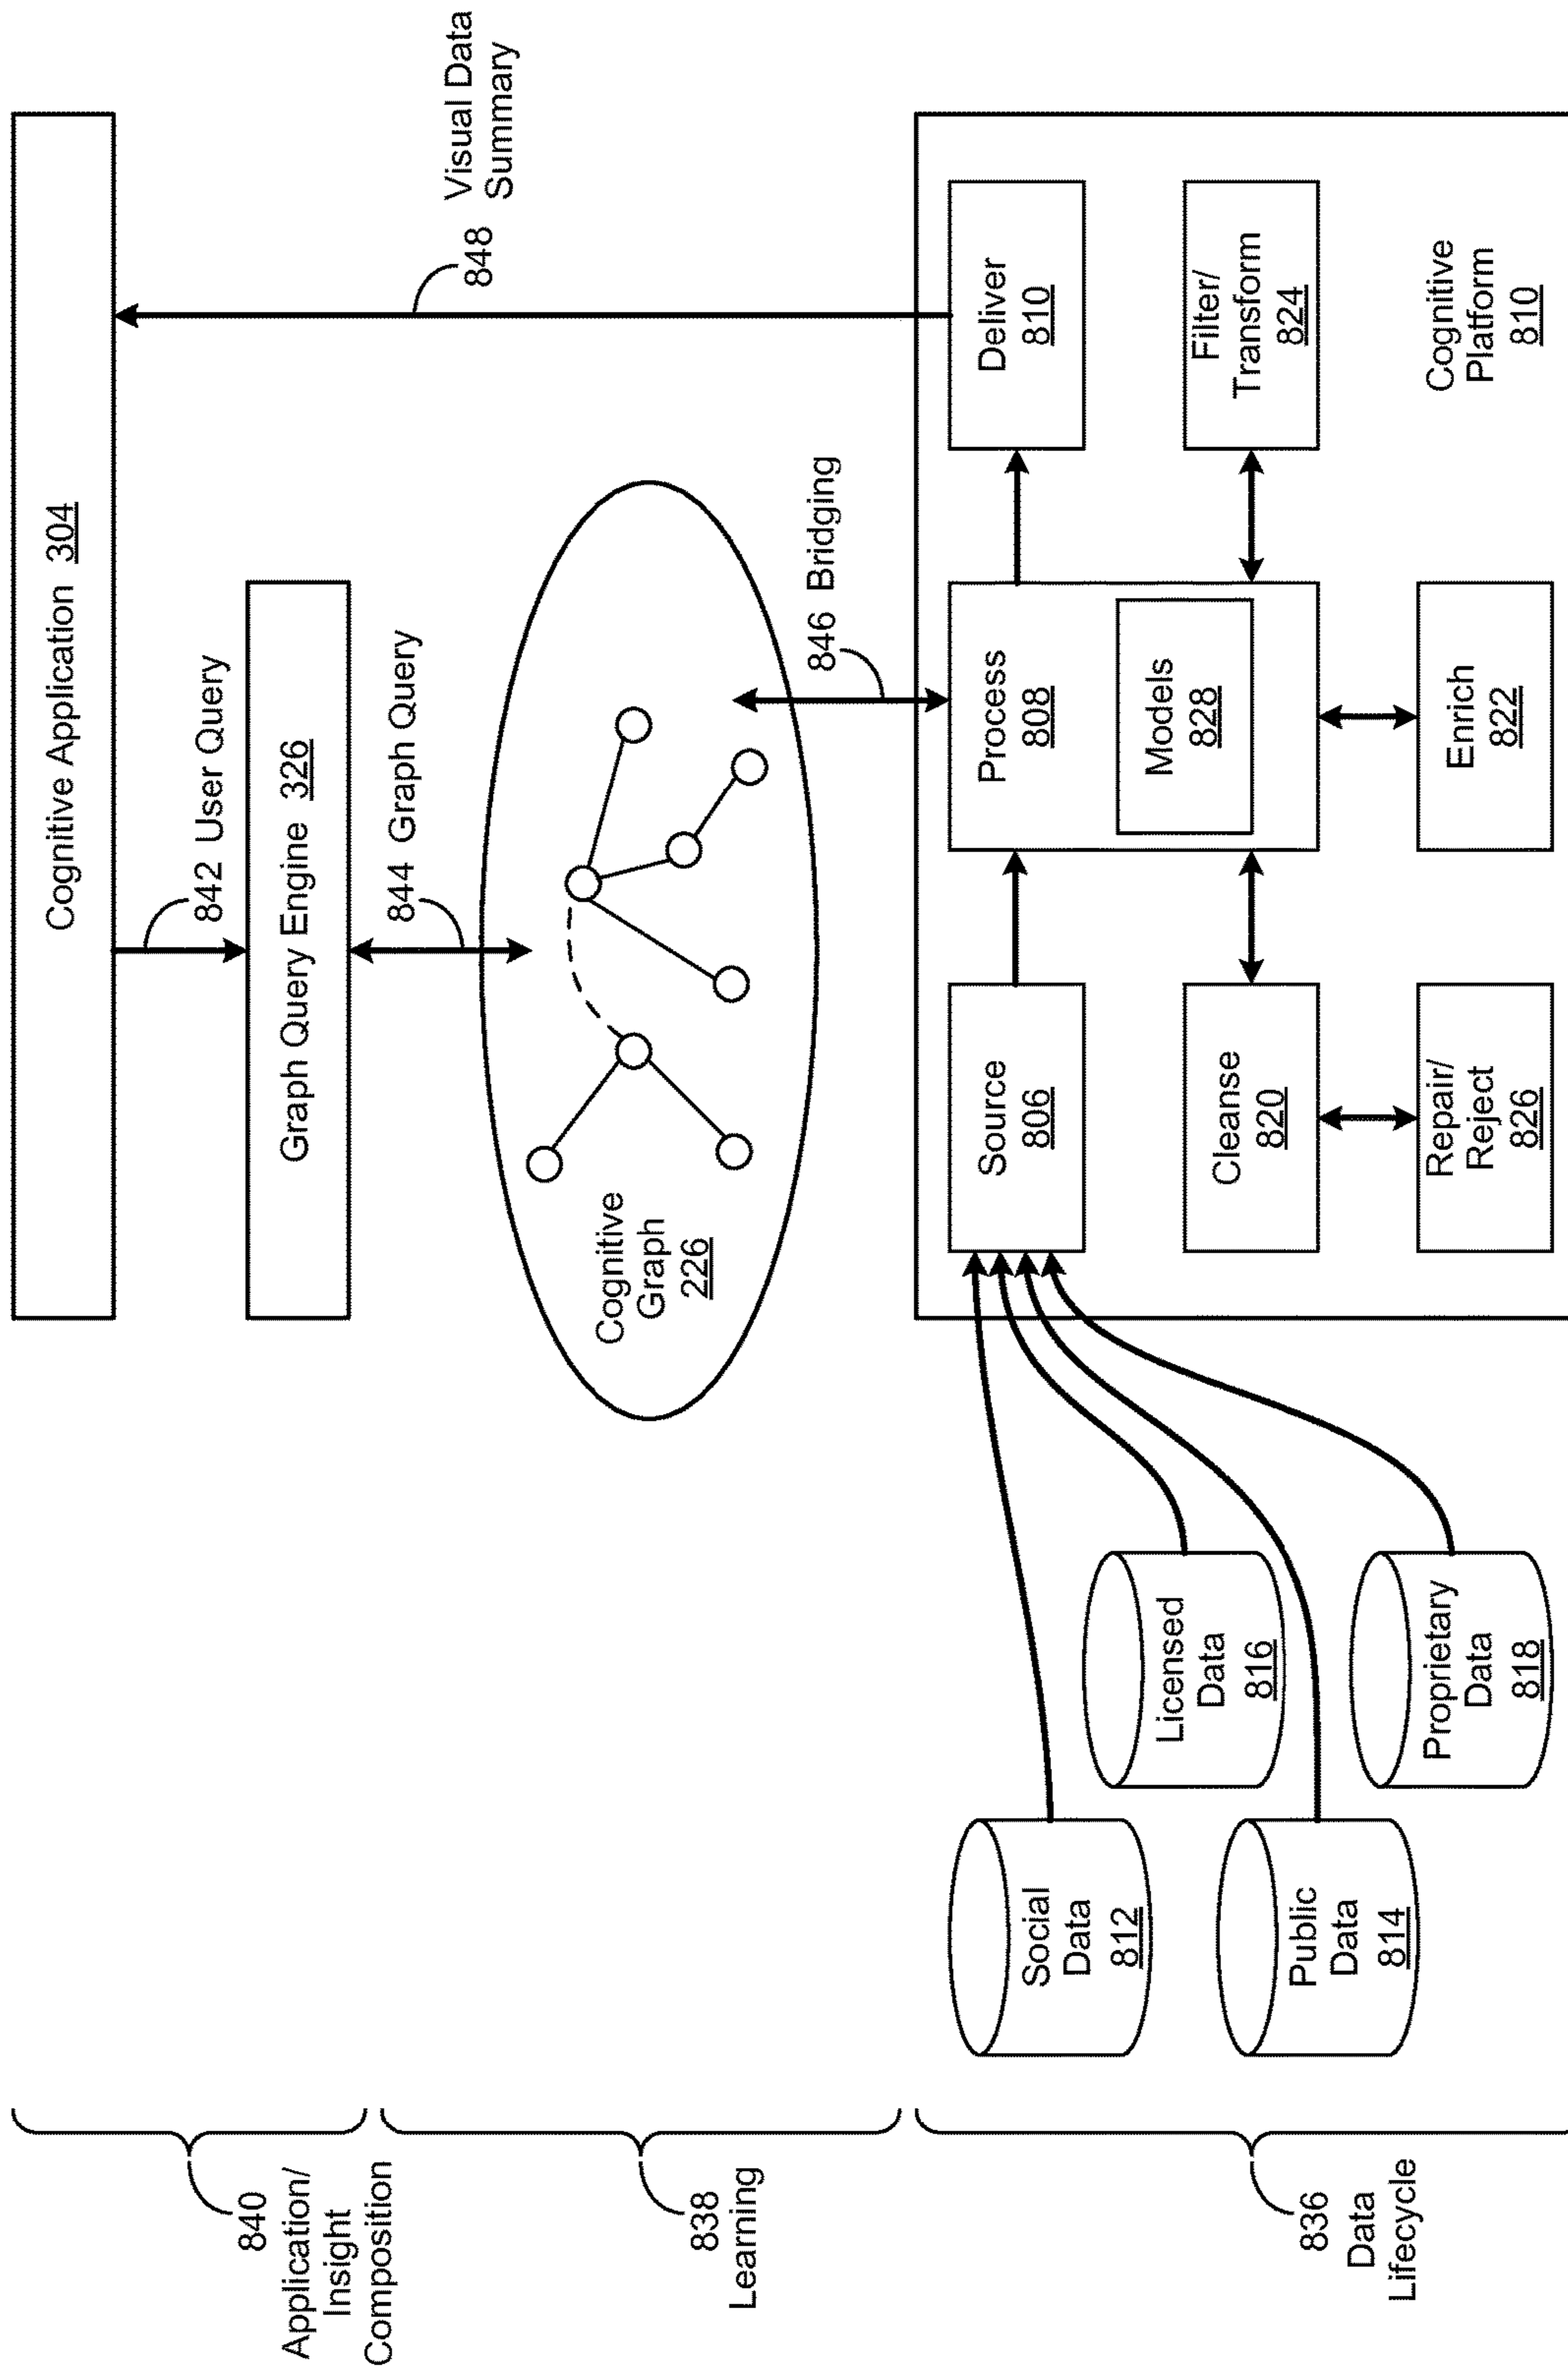 840
Application/
Insight
Composition
Cognitive Application 304
842 User Query
Graph Query Engine 326
844 Graph Query
848 Visual Data
Summary
838
Learning
Cognitive
Graph
226
846 Bridging
836
Data
Lifecycle
Social
Data
812
Licensed
Data
816
Public
Data
814
Proprietary
Data
818
Source
806
Process
808
Models
828
Deliver
810
Cleanse
820
Filter/
Transform
824
Repair/
Reject
826
Enrich
822
Cognitive
Platform
810